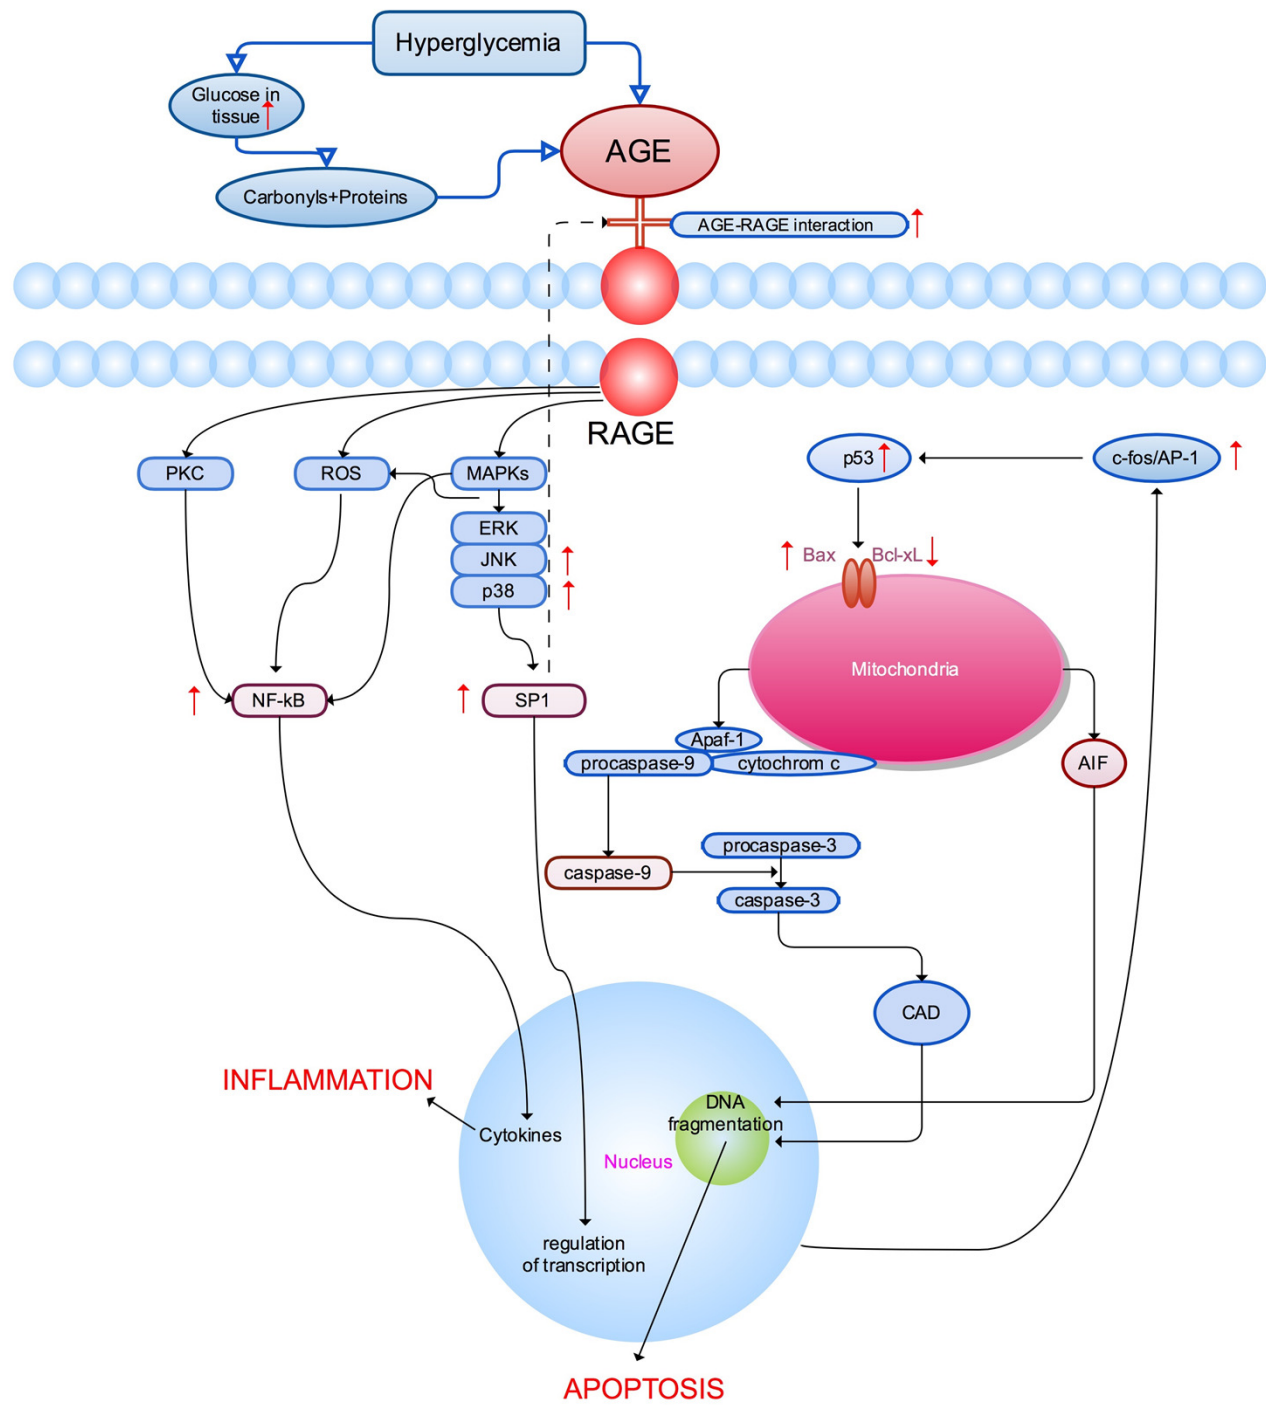 Hyperglycemia
Glucose in
tissue
AGE
Carbonyls+Proteins
AGE-RAGE interaction
RAGE
PKC
ROS
MAPKs
p53
c-fos/AP-1
ERK
JNK
p38
Bax
Bcl-xL
Mitochondria
NF-kB
SP1
Apaf-1
procaspase-9
cytochrom c
AIF
procaspase-3
caspase-9
caspase-3
CAD
INFLAMMATION
DNA
fragmentation
Cytokines
Nucleus
regulation
of transcription
APOPTOSIS